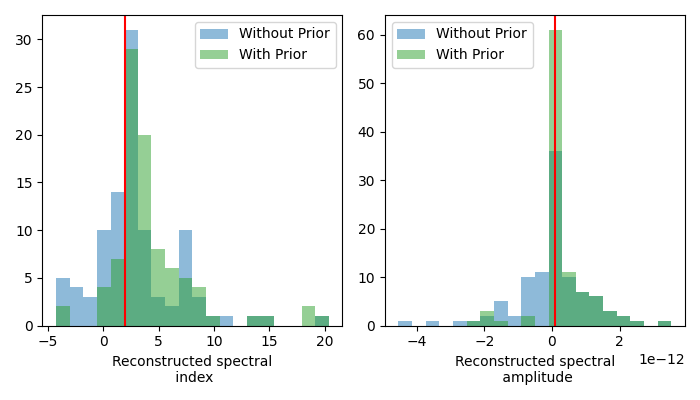 Without Prior
With Prior
30
25
20
15
10
5
0
−5
0
5
10
15
20
Reconstructed spectral
index
Without Prior
With Prior
60
50
40
30
20
10
0
−4
−2
0
2
1e−12
Reconstructed spectral
amplitude